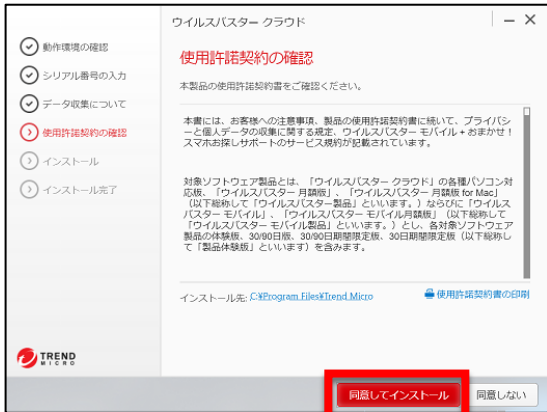 ウイルスバスター クラウド
動作環境の確認
シリアル番号の入力
データ収集について
使用許諾契約の確認
インストール
インストール完了
使用許諾契約の確認
本製品の使用許諾契約書をご確認ください。
本書には、お客様への注意事項、製品の使用許諾契約書に続いて、プライバシ
ーと個人データの収集に関する規定、ウイルスバスター モバイル + おまかせ！
スマホお探しサポートのサービス規約が記載されています。
対象ソフトウェア製品とは、「ウイルスバスター クラウド」の各種パソコン対
応版、「ウイルスバスター 月額版」、「ウイルスバスター 月額版 for Mac」
（以下総称して「ウイルスバスター製品」といいます。）ならびに「ウイルス
バスター モバイル」、「ウイルスバスター モバイル月額版」（以下総称して
「ウイルスバスター モバイル製品」といいます。）とし、各対象ソフトウェア
製品の体験版、30/90日版、30/90日期間限定版、30日期間限定版（以下総称し
て「製品体験版」といいます）を含みます。
インストール先: C:¥Program Files¥Trend Micro
使用許諾契約書の印刷
TREND
MICRO
同意してインストール
同意しない